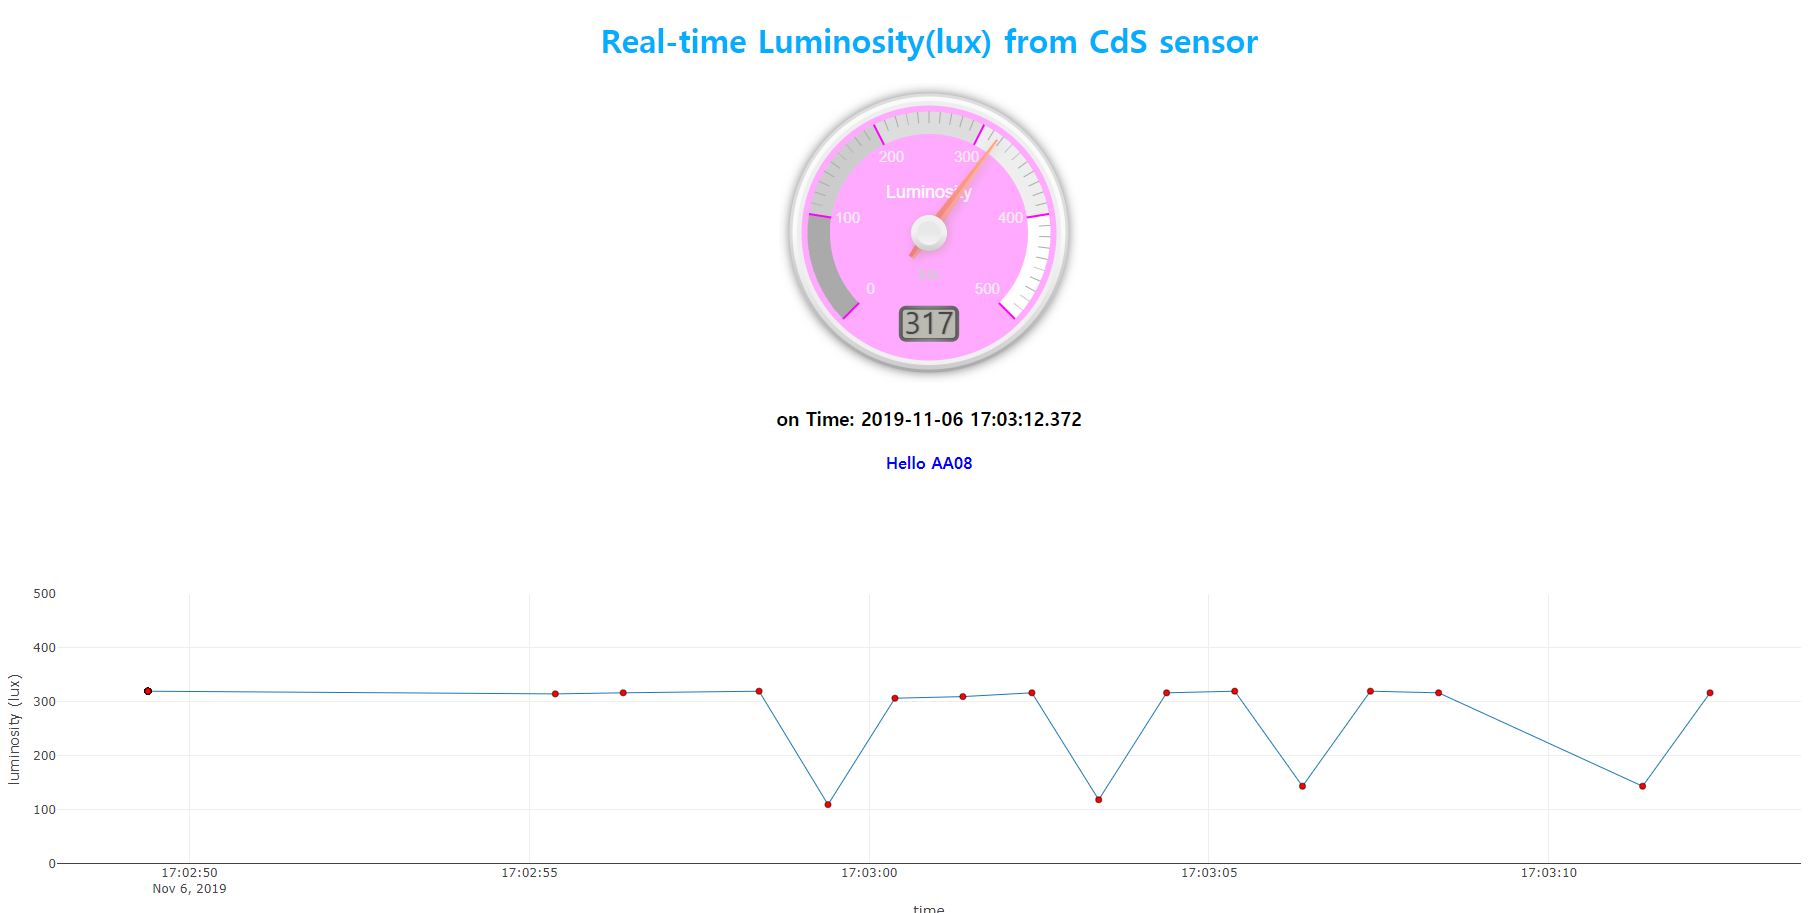 Real-time Luminosity(lux) from CdS sensor
200 300
Luminosity
100 400
lux
0 500
317
on Time: 2019-11-06 17:03:12.372
Hello AA08
500
400
300
200
100
0
luminosity (lux)
17:02:50 17:02:55 17:03:00 17:03:05 17:03:10
Nov 6, 2019
time